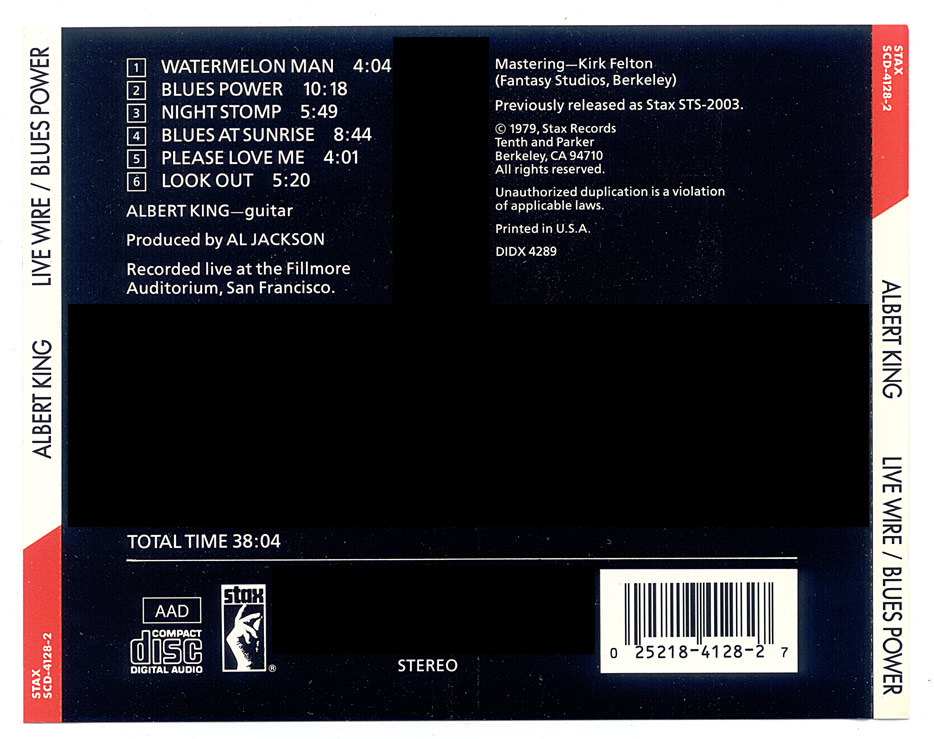 LIVE WIRE / BLUES POWER
ALBERT KING
STAX
SCD-4128-2
1 WATERMELON MAN 4:04
2 BLUES POWER 10:18
3 NIGHT STOMP 5:49
4 BLUES AT SUNRISE 8:44
5 PLEASE LOVE ME 4:01
6 LOOK OUT 5:20
ALBERT KING—guitar
Produced by AL JACKSON
Recorded live at the Fillmore
Auditorium, San Francisco.
Mastering—Kirk Felton
(Fantasy Studios, Berkeley)
Previously released as Stax STS-2003.
© 1979, Stax Records
Tenth and Parker
Berkeley, CA 94710
All rights reserved.
Unauthorized duplication is a violation
of applicable laws.
Printed in U.S.A.
DIDX 4289
TOTAL TIME 38:04
AAD
COMPACT
disc
DIGITAL AUDIO
stax
®
STEREO
0 25218-4128-2 7
STAX
SCD-4128-2
ALBERT KING
LIVE WIRE / BLUES POWER